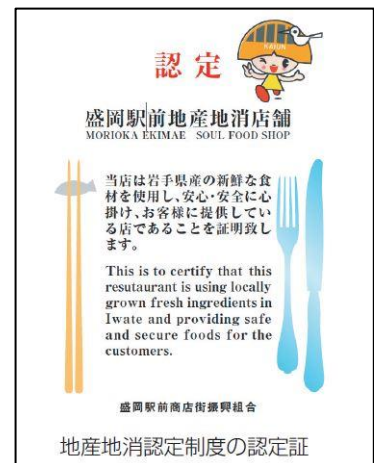 KAIUN
認定
盛岡駅前地産地消店舗
MORIOKA EKIMAE SOUL FOOD SHOP
当店は岩手県産の新鮮な食
材を使用し、安心・安全に心
掛け、お客様に提供してい
る店であることを証明致し
ます。
This is to certify that this
resutaurant is using locally
grown fresh ingredients in
Iwate and providing safe
and secure foods for the
customers.
盛岡駅前商店街振興組合
地産地消認定制度の認定証